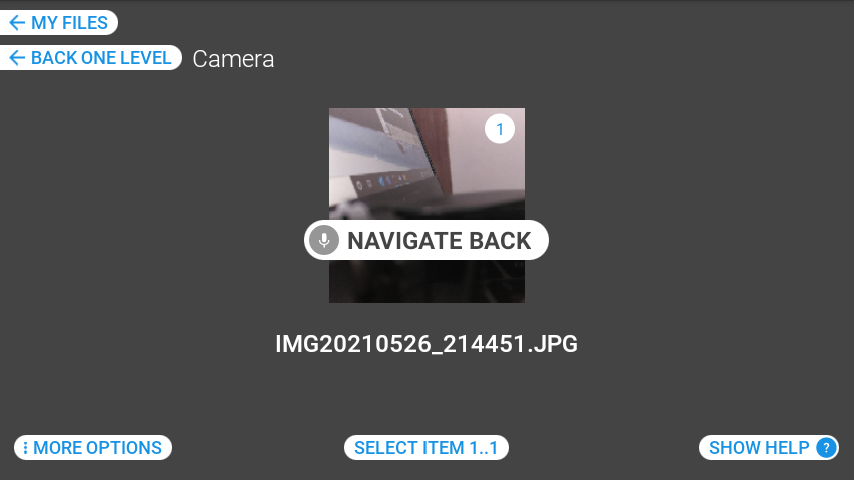 MY FILES
BACK ONE LEVEL Camera
1
NAVIGATE BACK
IMG20210526_214451.JPG
MORE OPTIONS
SELECT ITEM 1..1
SHOW HELP ?